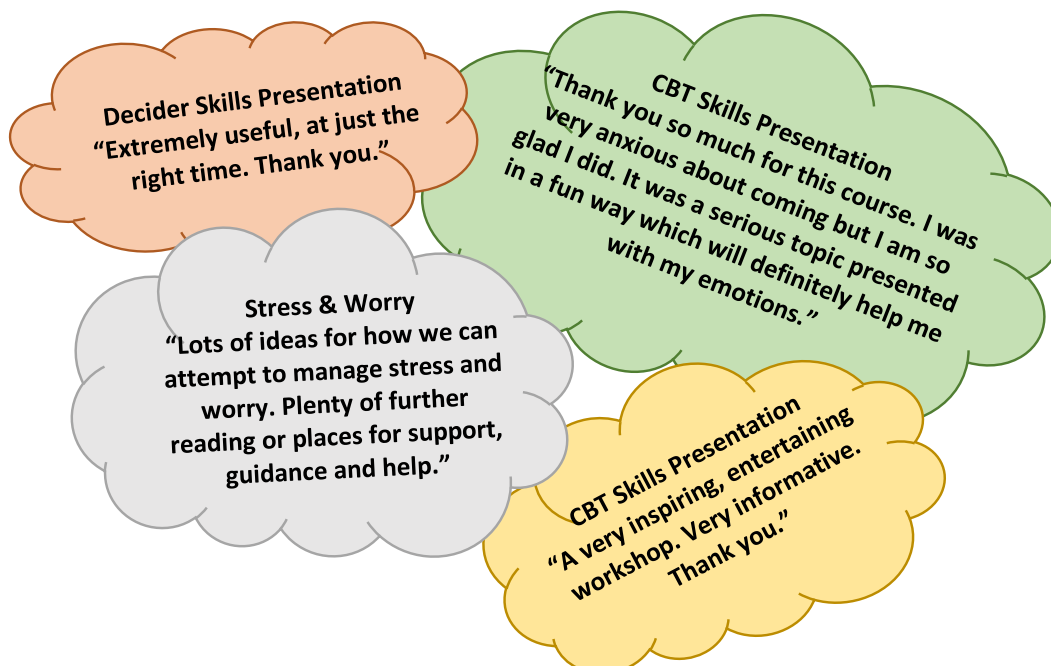 Decider Skills Presentation
“Extremely useful, at just the
right time. Thank you.”
CBT Skills Presentation
“Thank you so much for this course. I was
very anxious about coming but I am so
glad I did. It was a serious topic presented
in a fun way which will definitely help me
with my emotions.”
Stress & Worry
“Lots of ideas for how we can
attempt to manage stress and
worry. Plenty of further
reading or places for support,
guidance and help.”
CBT Skills Presentation
“A very inspiring, entertaining
workshop. Very informative.
Thank you.”